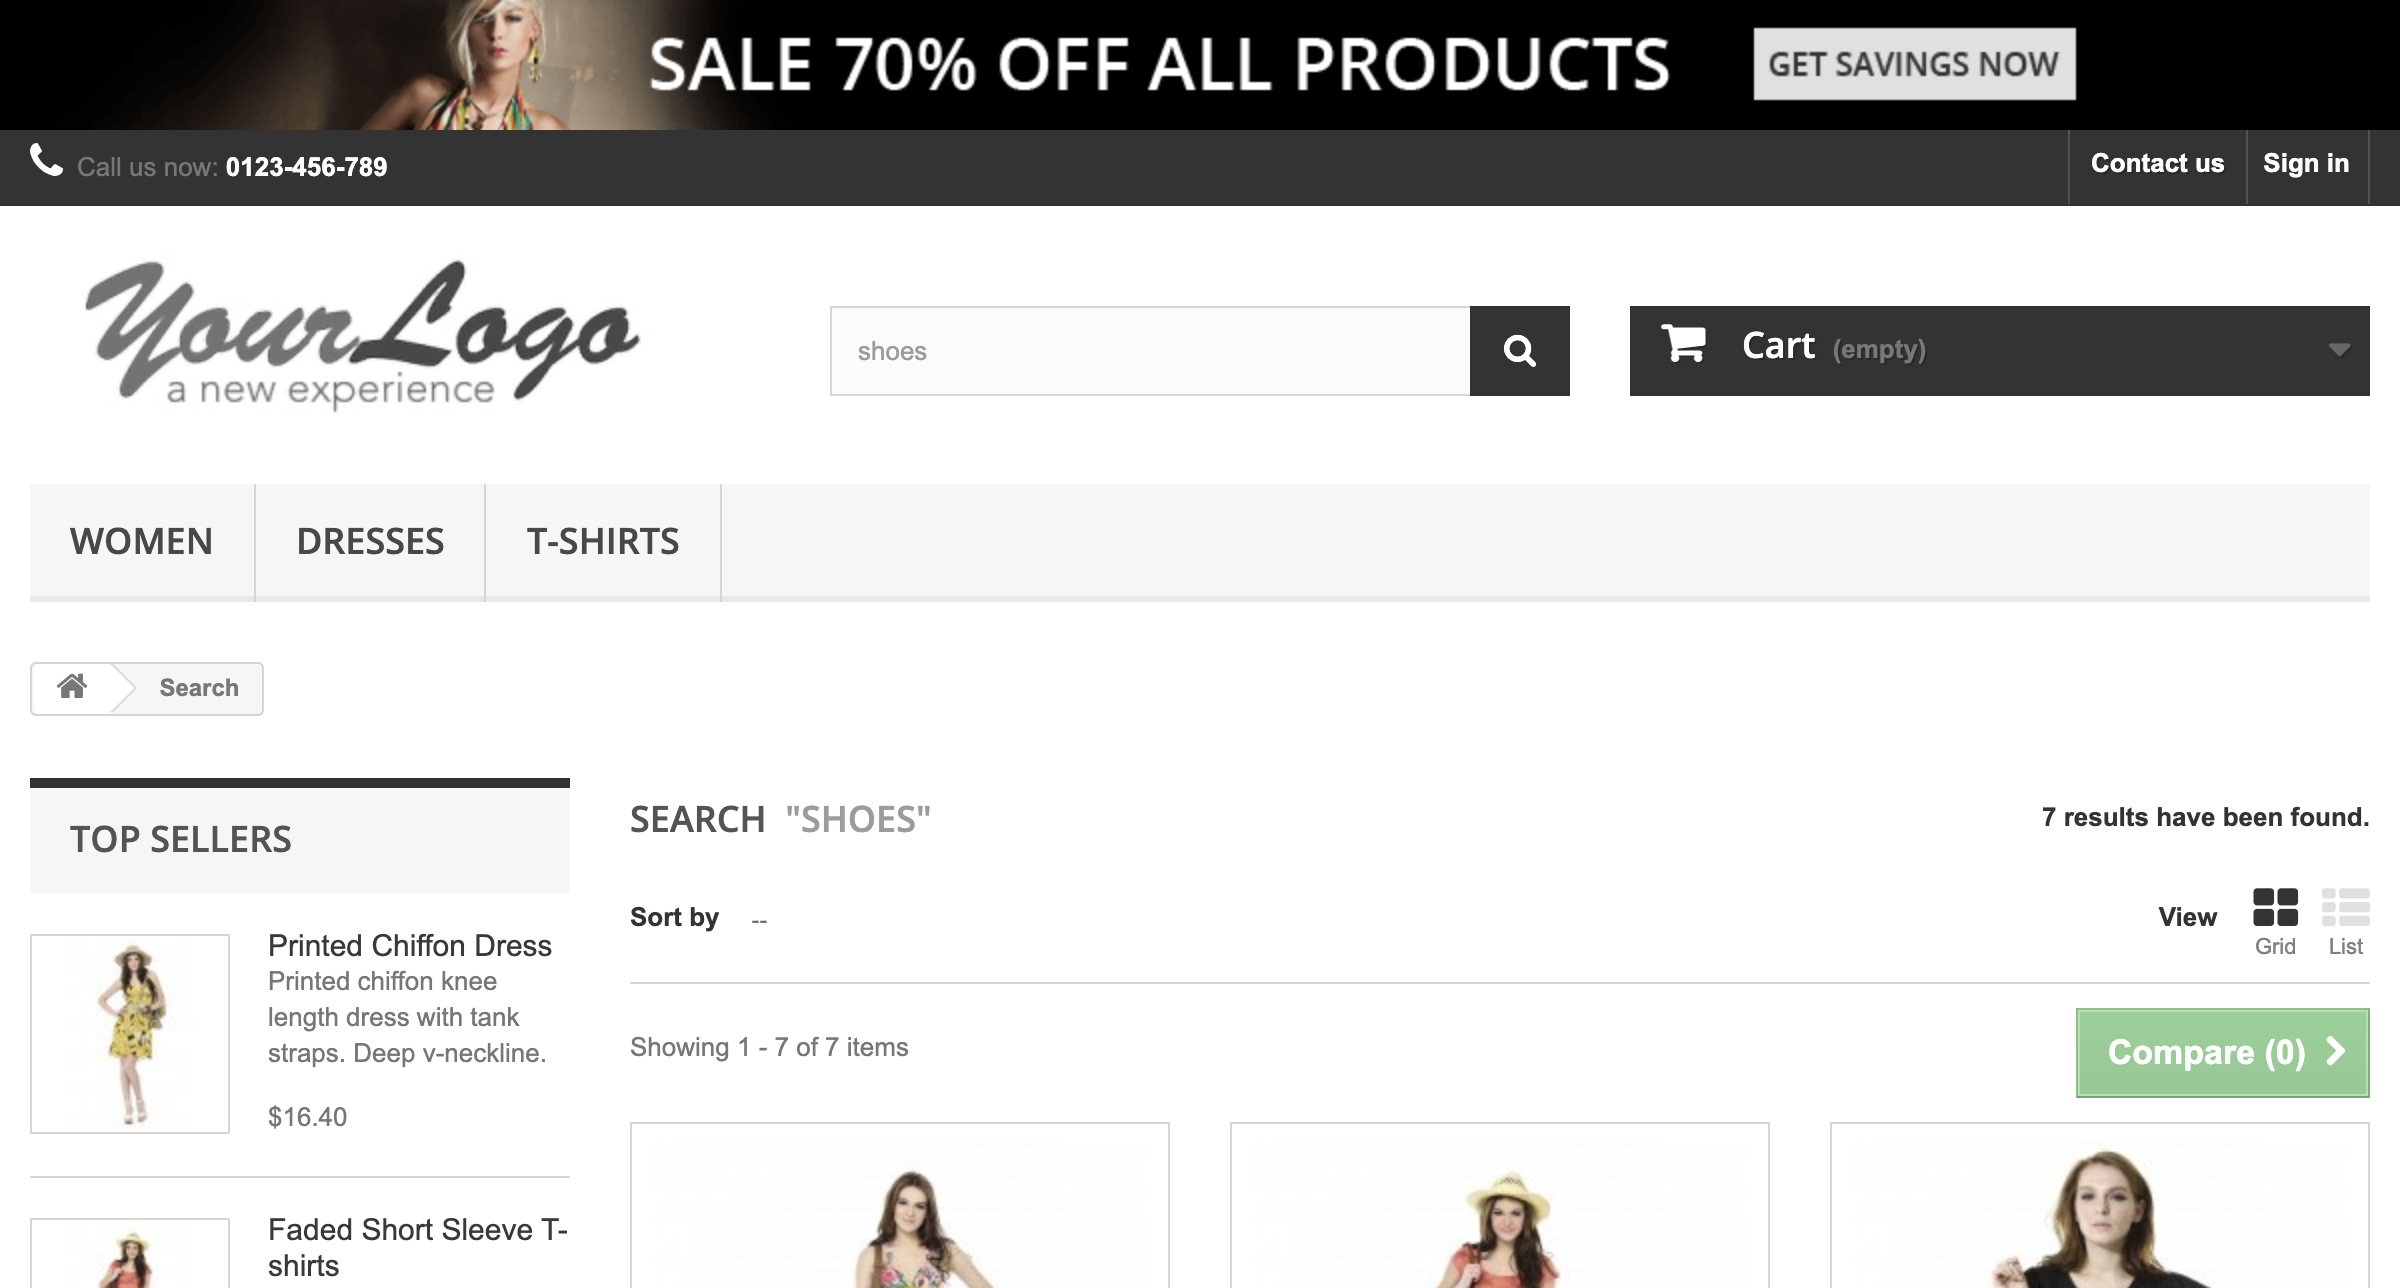 SALE 70% OFF ALL PRODUCTS
GET SAVINGS NOW
Call us now: 0123-456-789
Contact us
Sign in
YourLogo
a new experience
shoes
Cart (empty)
WOMEN
DRESSES
T-SHIRTS
Search
TOP SELLERS
Printed Chiffon Dress
Printed chiffon knee
length dress with tank
straps. Deep v-neckline.
$16.40
Faded Short Sleeve T-
shirts
SEARCH "SHOES"
7 results have been found.
Sort by --
View
Grid
List
Showing 1 - 7 of 7 items
Compare (0)